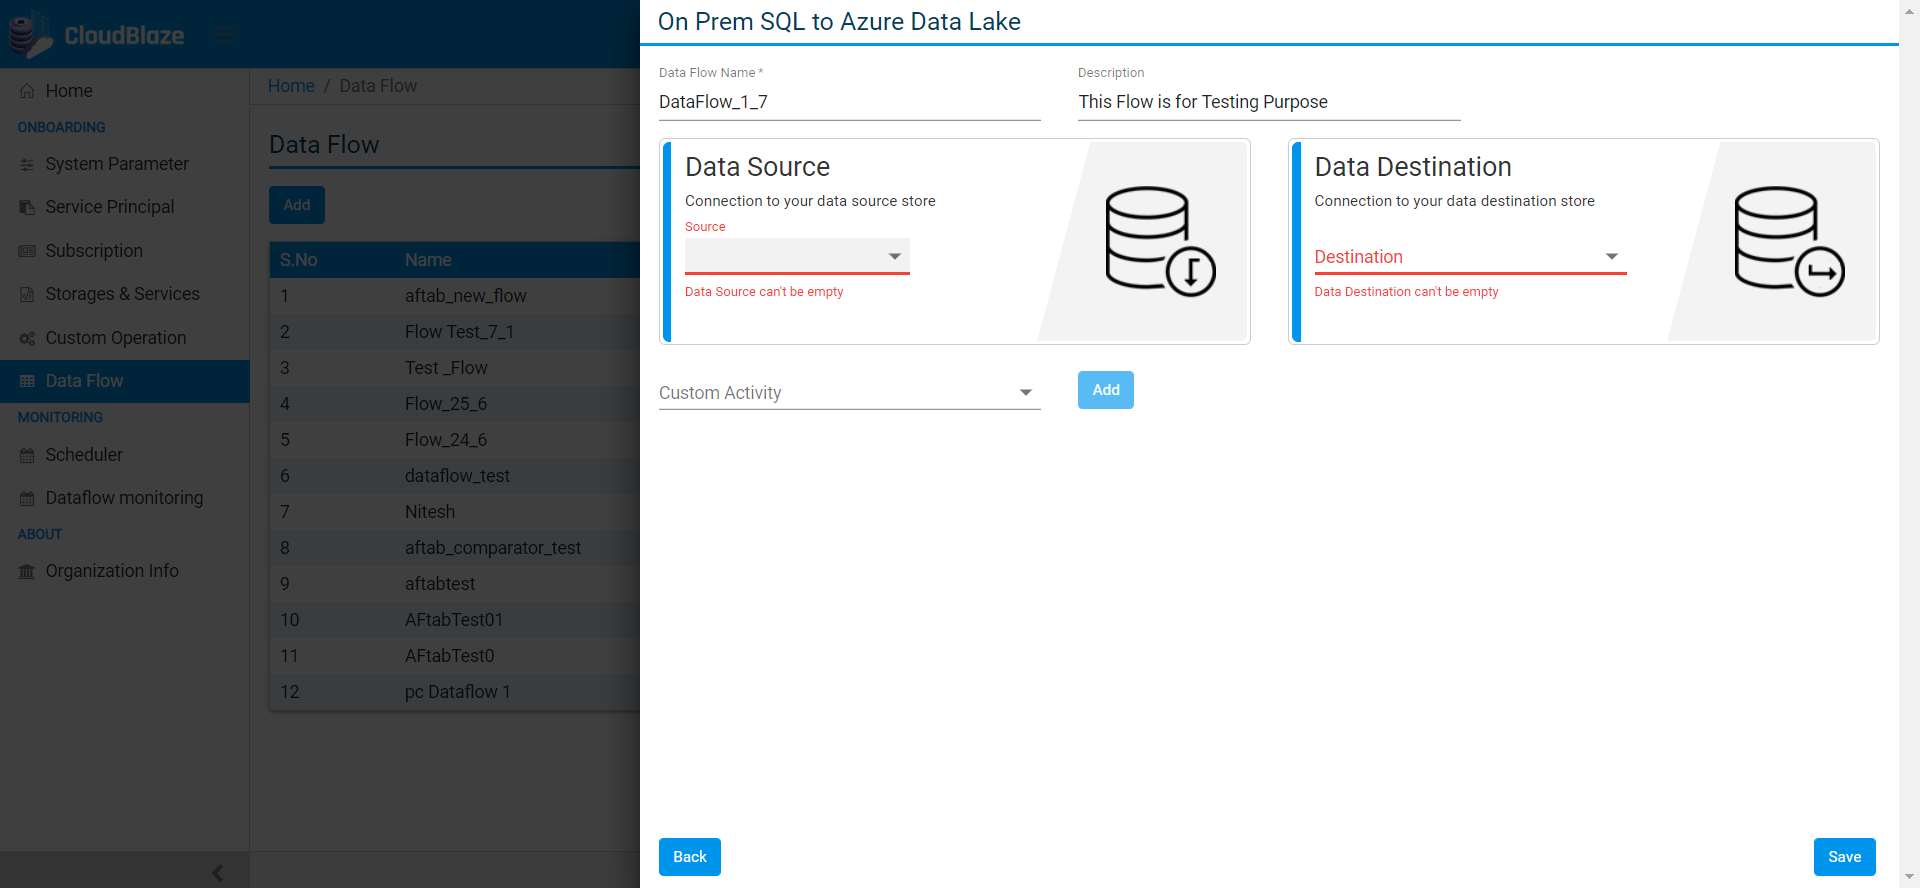 CloudBlaze
Home
ONBOARDING
System Parameter
Service Principal
Subscription
Storages & Services
Custom Operation
Data Flow
MONITORING
Scheduler
Dataflow monitoring
ABOUT
Organization Info
Home / Data Flow
Data Flow
Add
S.No Name
1 aftab_new_flow
2 Flow Test_7_1
3 Test _Flow
4 Flow_25_6
5 Flow_24_6
6 dataflow_test
7 Nitesh
8 aftab_comparator_test
9 aftabtest
10 AFtabTest01
11 AFtabTest0
12 pc Dataflow 1
On Prem SQL to Azure Data Lake
Data Flow Name *
DataFlow_1_7
Description
This Flow is for Testing Purpose
Data Source
Connection to your data source store
Source
Data Source can't be empty
Data Destination
Connection to your data destination store
Destination
Data Destination can't be empty
Custom Activity
Add
Back
Save